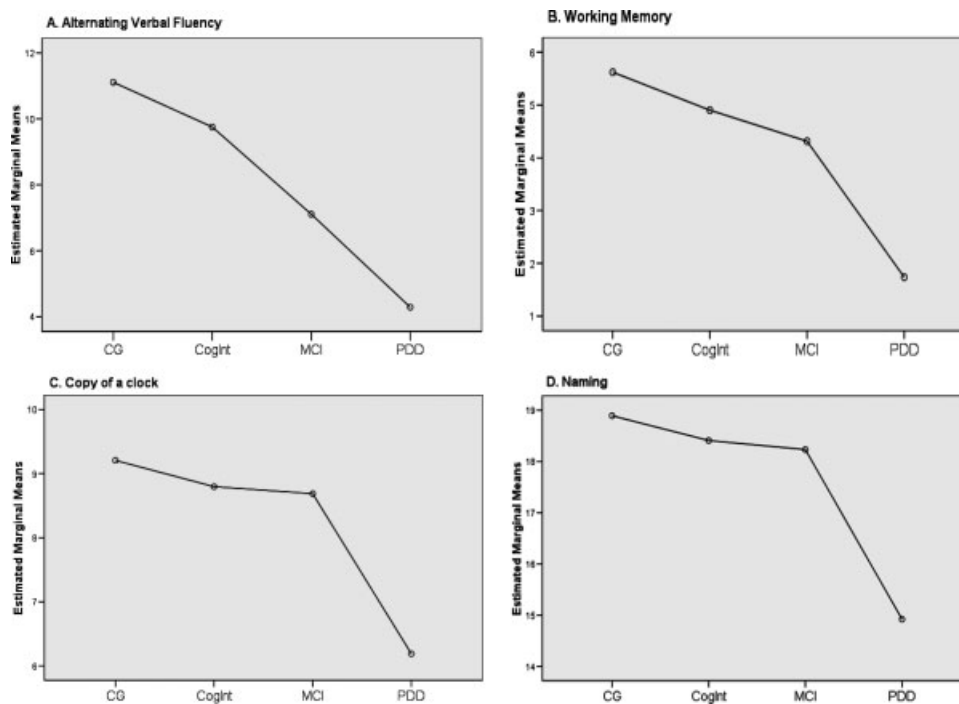 A. Alternating Verbal Fluency
Estimated Marginal Means
12
10
8
6
4
CG CogInt MCI PDD
B. Working Memory
Estimated Marginal Means
6
5
4
3
2
1
CG CogInt MCI PDD
C. Copy of a clock
Estimated Marginal Means
10
9
8
7
6
CG CogInt MCI PDD
D. Naming
Estimated Marginal Means
19
18
17
16
15
14
CG CogInt MCI PDD